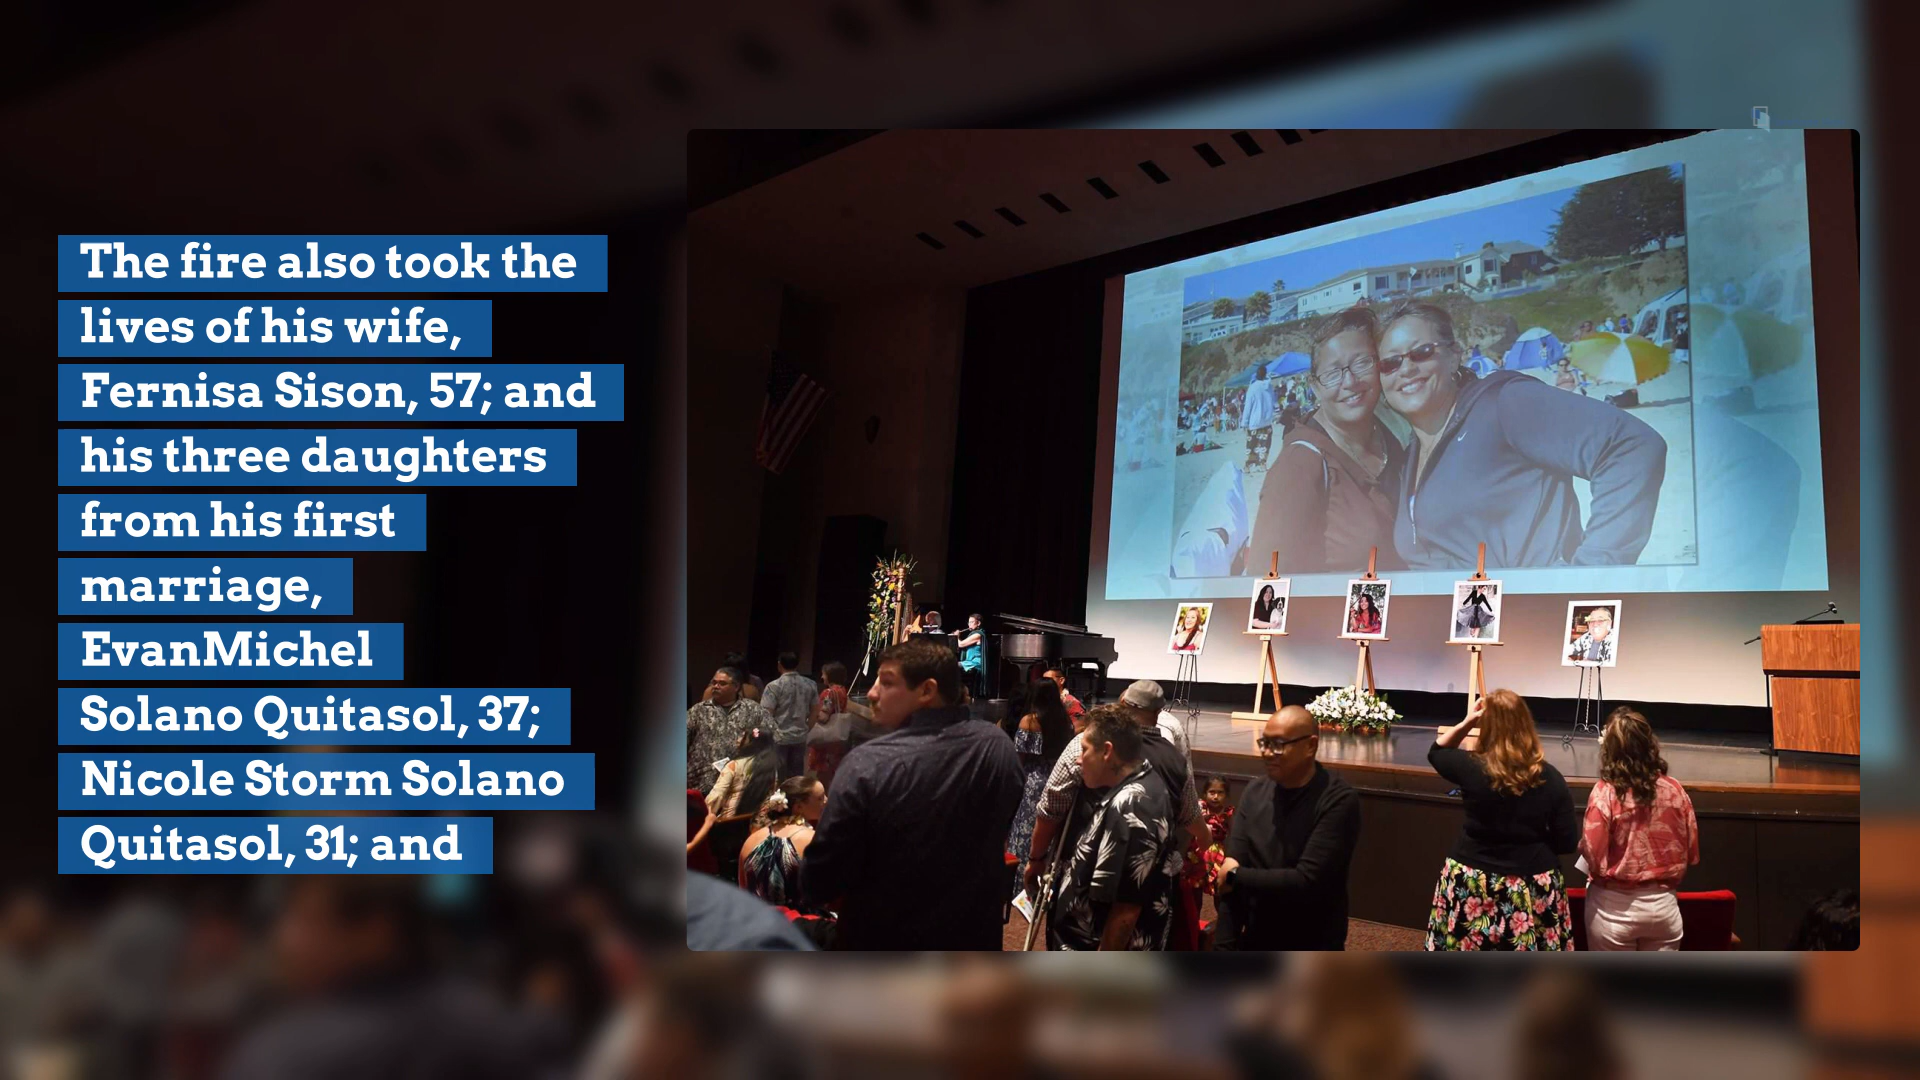 The fire also took the
lives of his wife,
Fernisa Sison, 57; and
his three daughters
from his first
marriage,
EvanMichel
Solano Quitasol, 37;
Nicole Storm Solano
Quitasol, 31; and